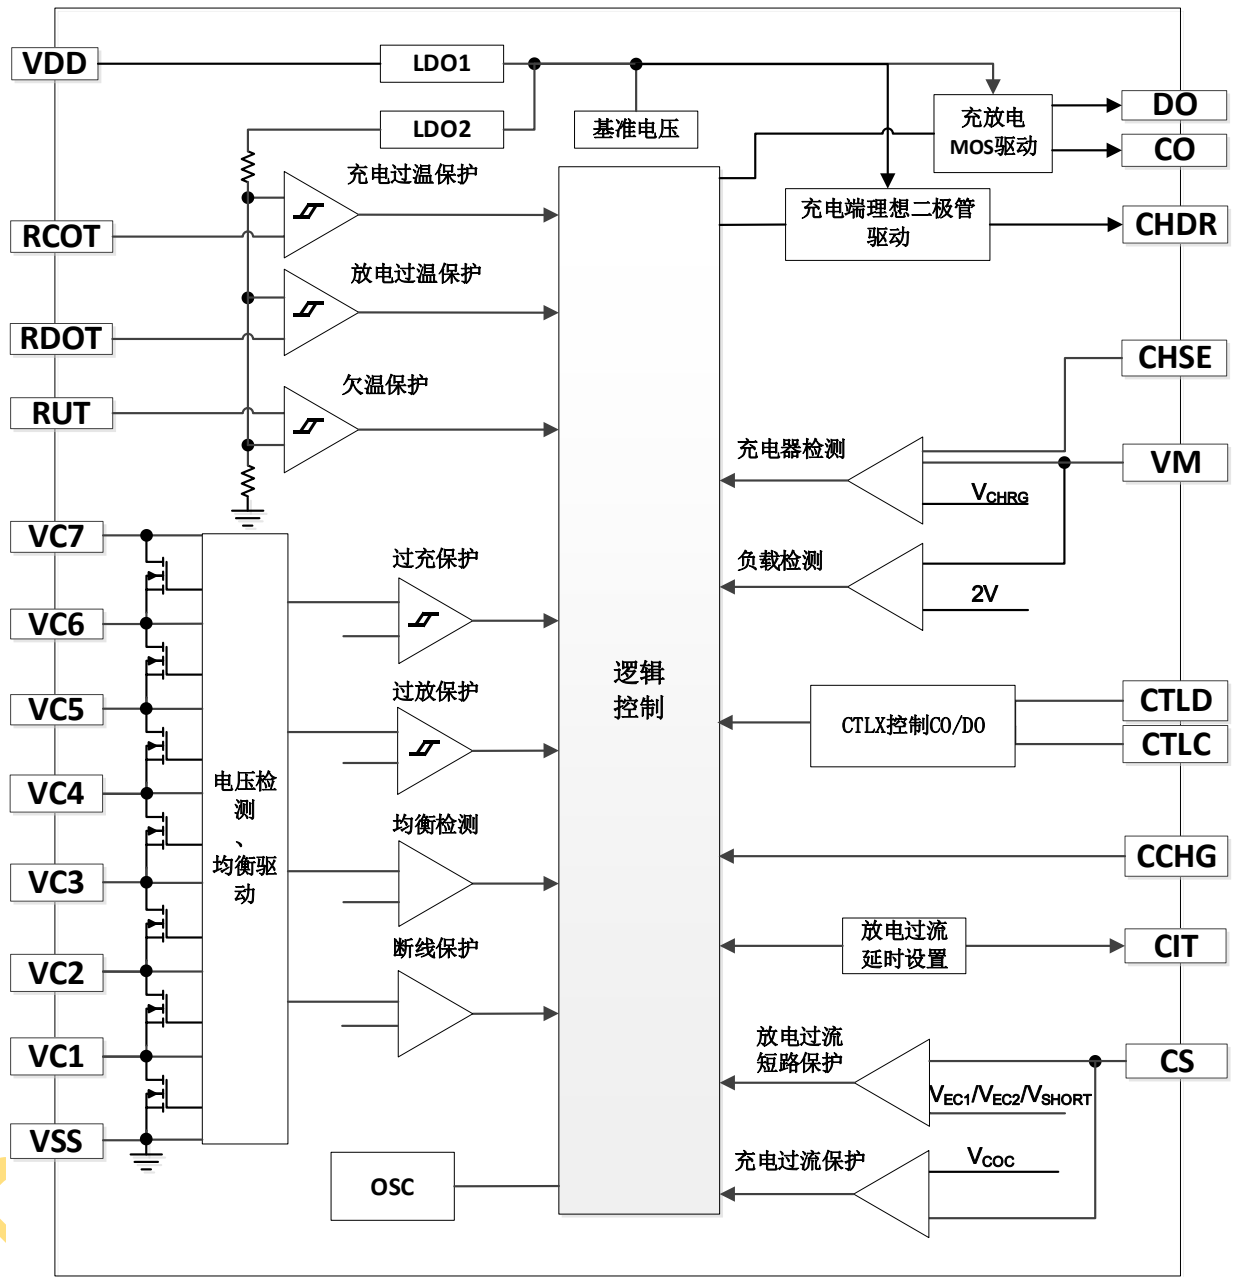 VDD
LDO1
LDO2
基准电压
充放电
MOS驱动
DO
CO
充电过温保护
RCOT
充电端理想二极管
驱动
CHDR
放电过温保护
RDOT
欠温保护
RUT
CHSE
充电器检测
VM
VCHRG
VC7
过充保护
负载检测
2V
VC6
逻辑
控制
VC5
过放保护
CTLX控制CO/DO
CTLD
CTLC
VC4
电压检
测
、
均衡驱
动
均衡检测
VC3
CCHG
断线保护
放电过流
延时设置
CIT
VC2
VC1
放电过流
短路保护
CS
VEC1/VEC2/VSHORT
VSS
充电过流保护
VCOC
OSC